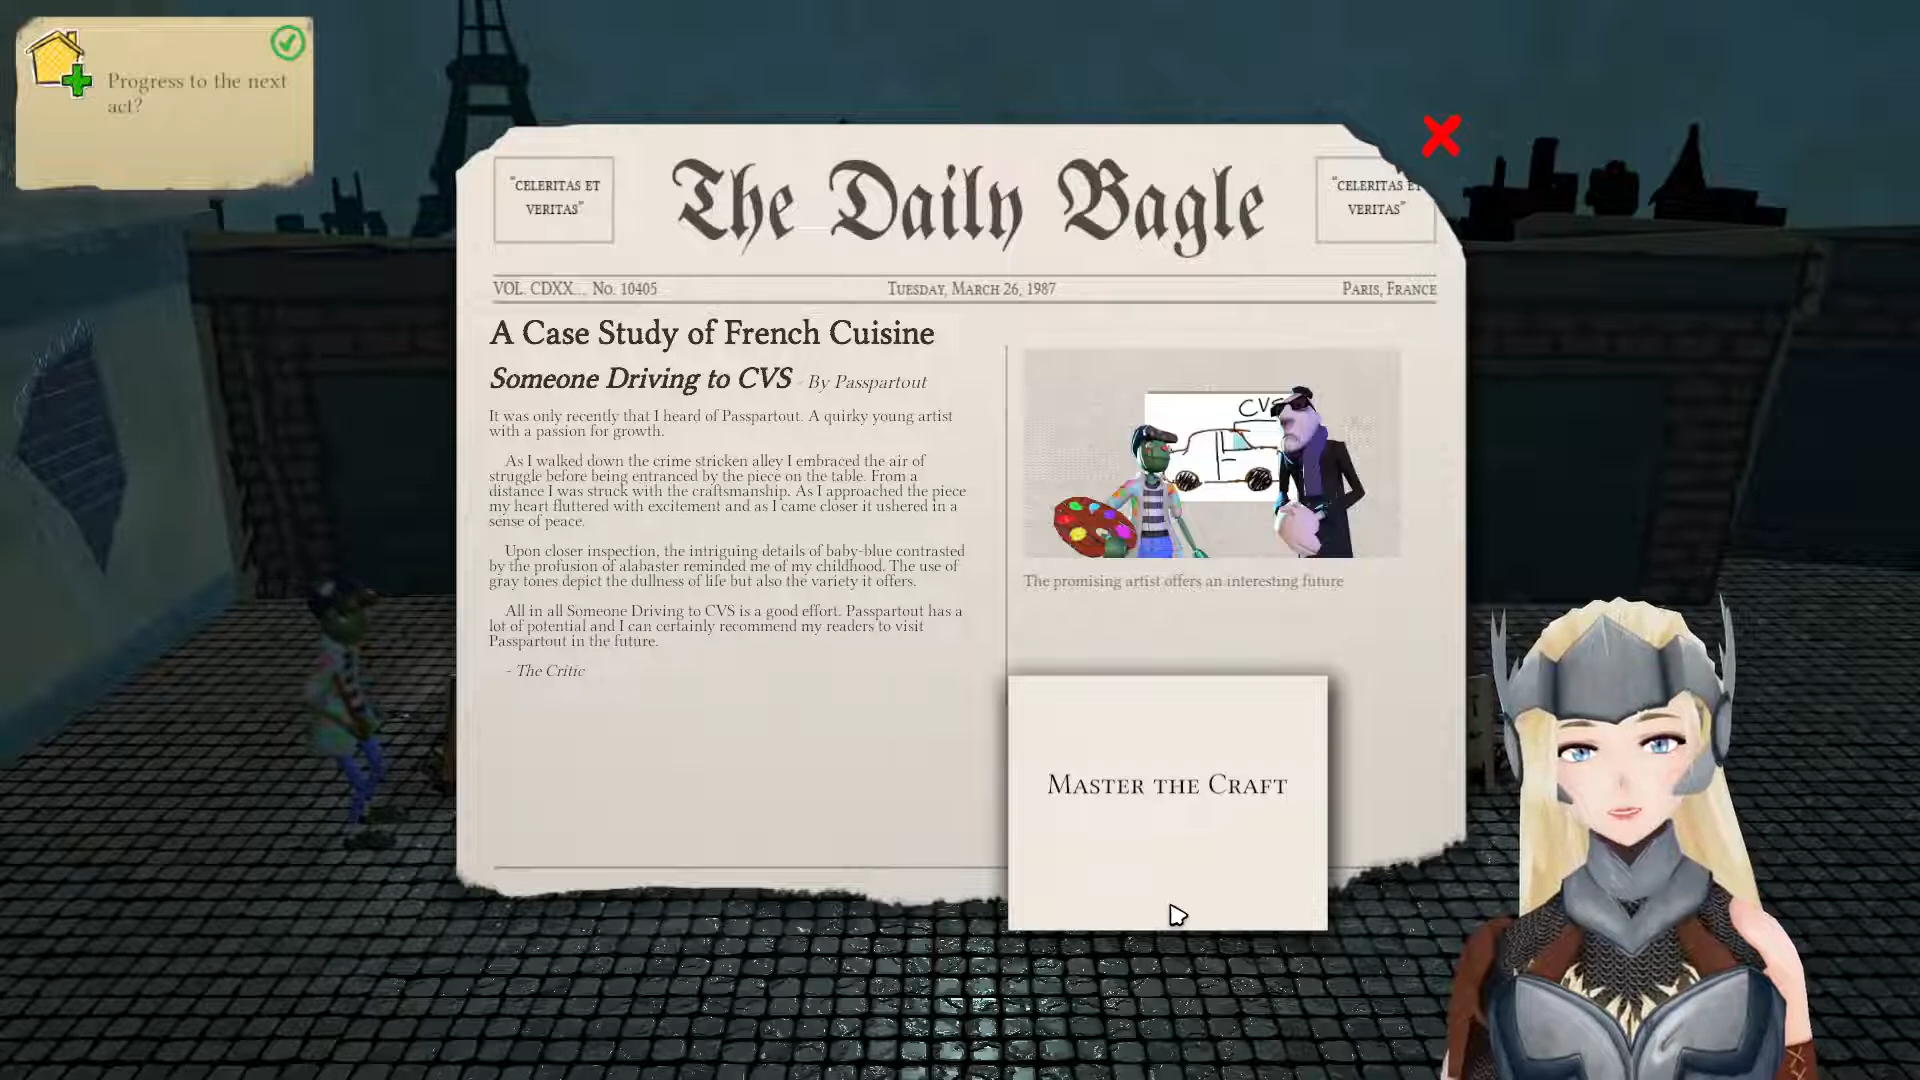 Progress to the next
act?
"CELERITAS ET
VERITAS"
The Daily Bagle
"CELERITAS ET
VERITAS"
VOL. CDXX... No. 10405
Tuesday, March 26, 1987
Paris, France
A Case Study of French Cuisine
Someone Driving to CVS - By Passpartout
It was only recently that I heard of Passpartout. A quirky young artist
with a passion for growth.
As I walked down the crime stricken alley I embraced the air of
struggle before being entranced by the piece on the table. From a
distance I was struck with the craftsmanship. As I approached the piece
my heart fluttered with excitement and as I came closer it ushered in a
sense of peace.
Upon closer inspection, the intriguing details of baby-blue contrasted
by the profusion of alabaster reminded me of my childhood. The use of
gray tones depict the dullness of life but also the variety it offers.
All in all Someone Driving to CVS is a good effort. Passpartout has a
lot of potential and I can certainly recommend my readers to visit
Passpartout in the future.
- The Critic
CVS
The promising artist offers an interesting future
Master the Craft